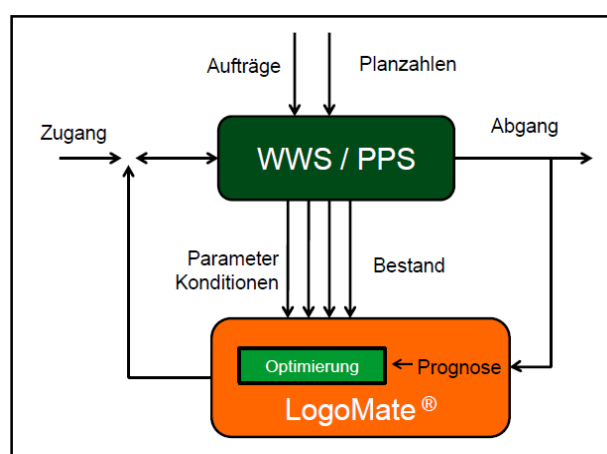 Aufträge
Planzahlen
Zugang
WWS / PPS
Abgang
Parameter
Konditionen
Bestand
Optimierung
Prognose
LogoMate ®